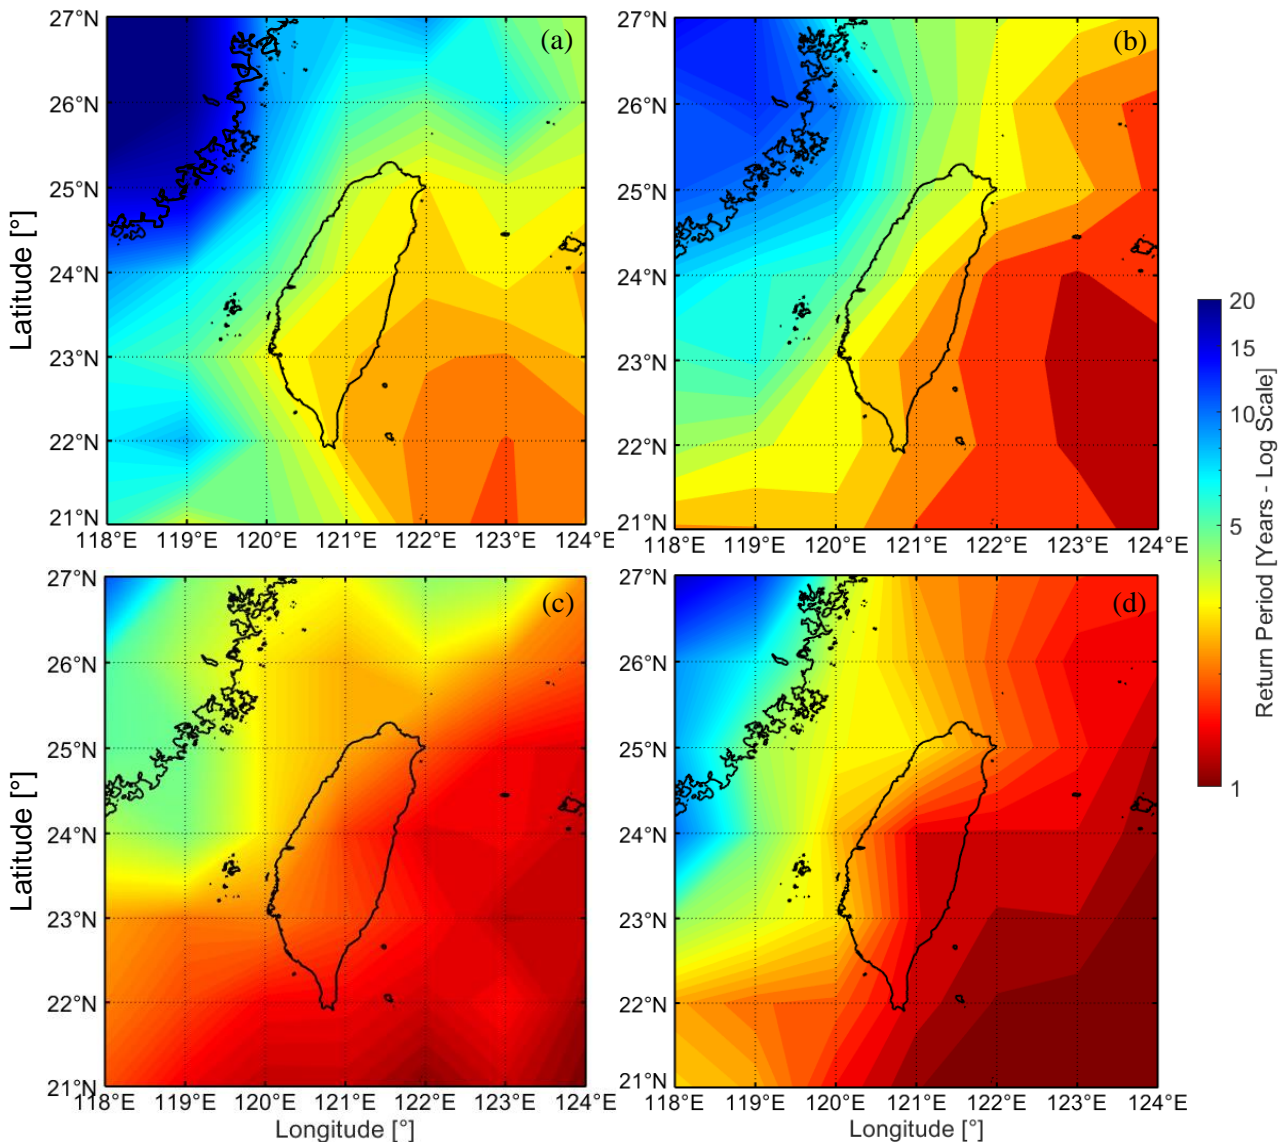 27°N
26°N
25°N
24°N
23°N
22°N
21°N
118°E 119°E 120°E 121°E 122°E 123°E 124°E
Latitude [°]
(a)
27°N
26°N
25°N
24°N
23°N
22°N
21°N
118°E 119°E 120°E 121°E 122°E 123°E 124°E
(b)
27°N
26°N
25°N
24°N
23°N
22°N
21°N
118°E 119°E 120°E 121°E 122°E 123°E 124°E
Latitude [°]
Longitude [°]
(c)
27°N
26°N
25°N
24°N
23°N
22°N
21°N
118°E 119°E 120°E 121°E 122°E 123°E 124°E
Longitude [°]
(d)
20
15
10
5
1
Return Period [Years - Log Scale]